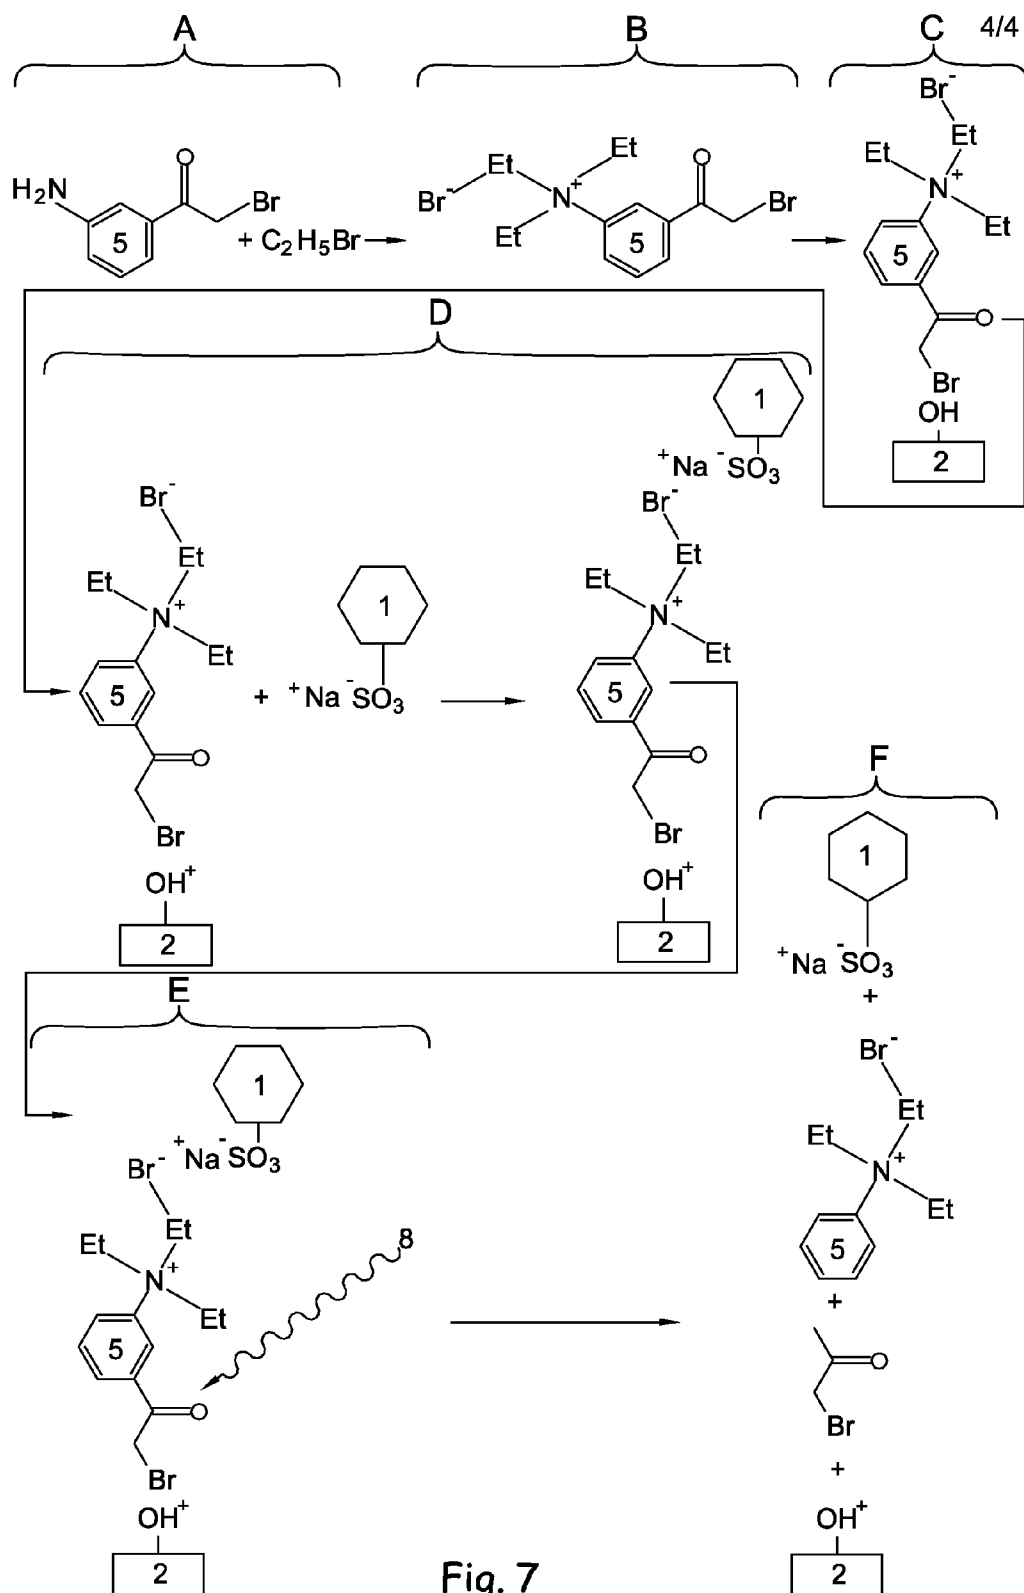 A B C 4/4
Br-
Et
Et N+ Et
5
O
Br
OH
2
H2N O
5 Br
+ C2H5Br
Et Et O
Br- N+ Br
Et 5
D
1
+Na -SO3
Br-
Et
Et
N+
Et
5
O
Br
OH+
2
+
1
+Na -SO3
Br-
Et
Et
N+
Et
5
O
Br
OH+
2
E
1
+Na -SO3
Br-
Et
Et
N+
Et
8
5
O
Br
OH+
2
F
1
+Na -SO3
+
Br-
Et
Et
N+
Et
5
+
O
Br
+
OH+
2
Fig. 7